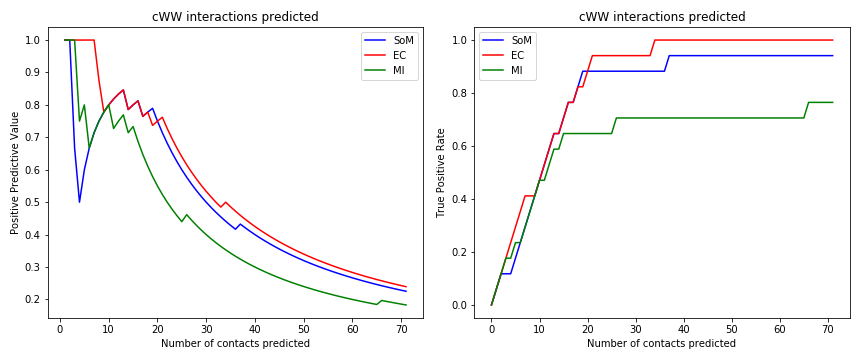 cWW interactions predicted
SoM
EC
MI
1.0
0.9
0.8
0.7
0.6
0.5
0.4
0.3
0.2
Positive Predictive Value
0 10 20 30 40 50 60 70
Number of contacts predicted
cWW interactions predicted
SoM
EC
MI
1.0
0.8
0.6
0.4
0.2
0.0
True Positive Rate
0 10 20 30 40 50 60 70
Number of contacts predicted